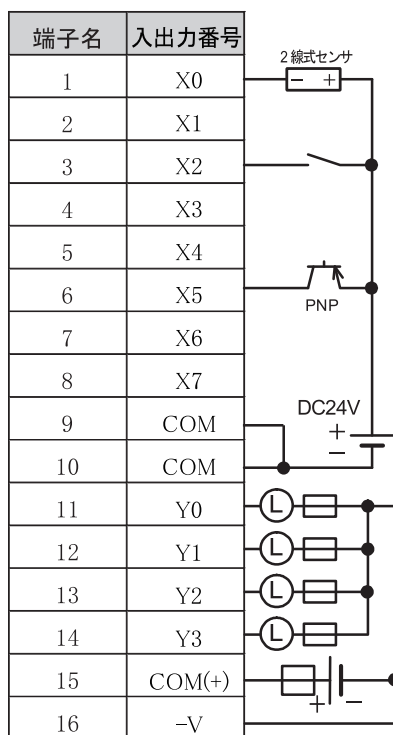 端子名 入出力番号
2線式センサ
1 X0 − +
2 X1
3 X2
4 X3
5 X4
6 X5
PNP
7 X6
8 X7
DC24V
9 COM +
10 COM −
11 Y0 L
12 Y1 L
13 Y2 L
14 Y3 L
15 COM(+)
+ −
16 -V